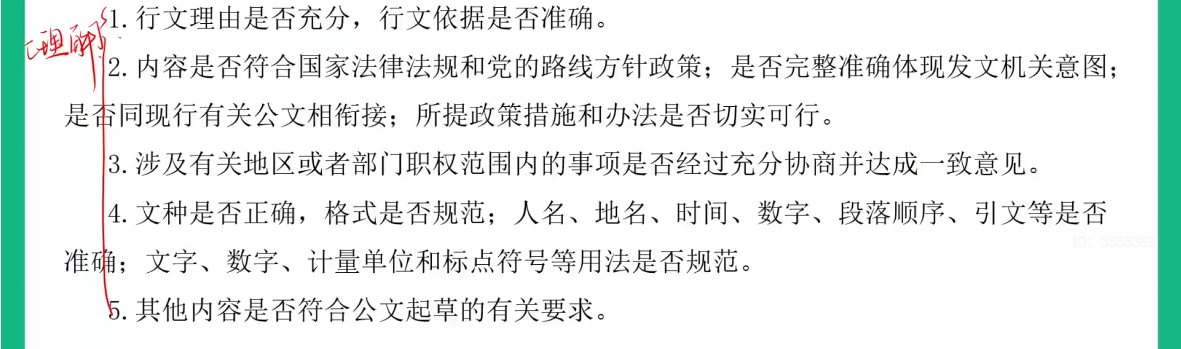 1.行文理由是否充分，行文依据是否准确。
理解
2.内容是否符合国家法律法规和党的路线方针政策；是否完整准确体现发文机关意图；
是否同现行有关公文相衔接；所提政策措施和办法是否切实可行。
3.涉及有关地区或者部门职权范围内的事项是否经过充分协商并达成一致意见。
4.文种是否正确，格式是否规范；人名、地名、时间、数字、段落顺序、引文等是否
ID：3555369
准确；文字、数字、计量单位和标点符号等用法是否规范。
5.其他内容是否符合公文起草的有关要求。